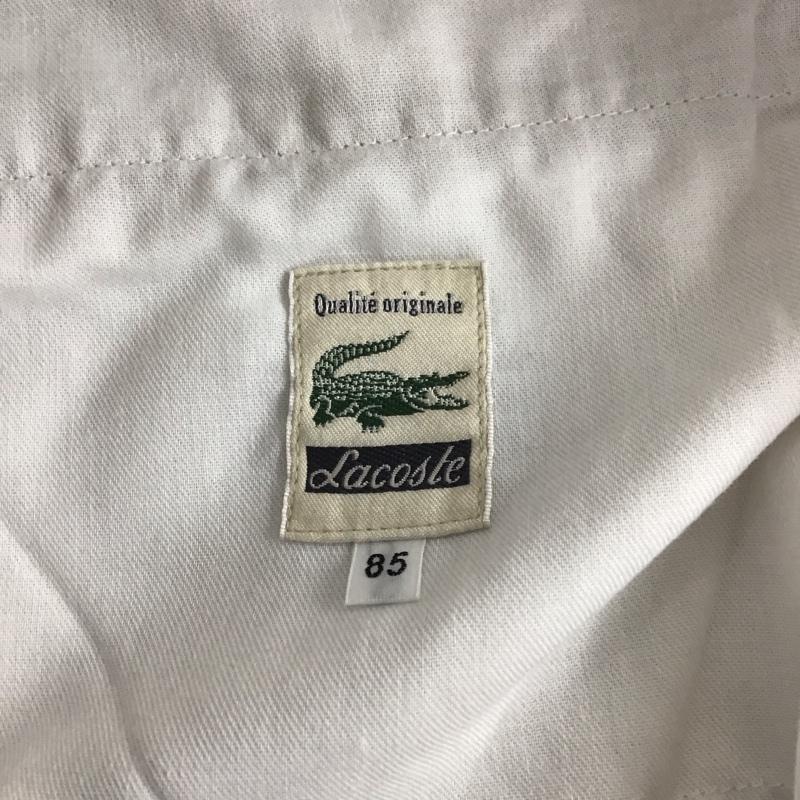 Qualité originale
Lacoste
85